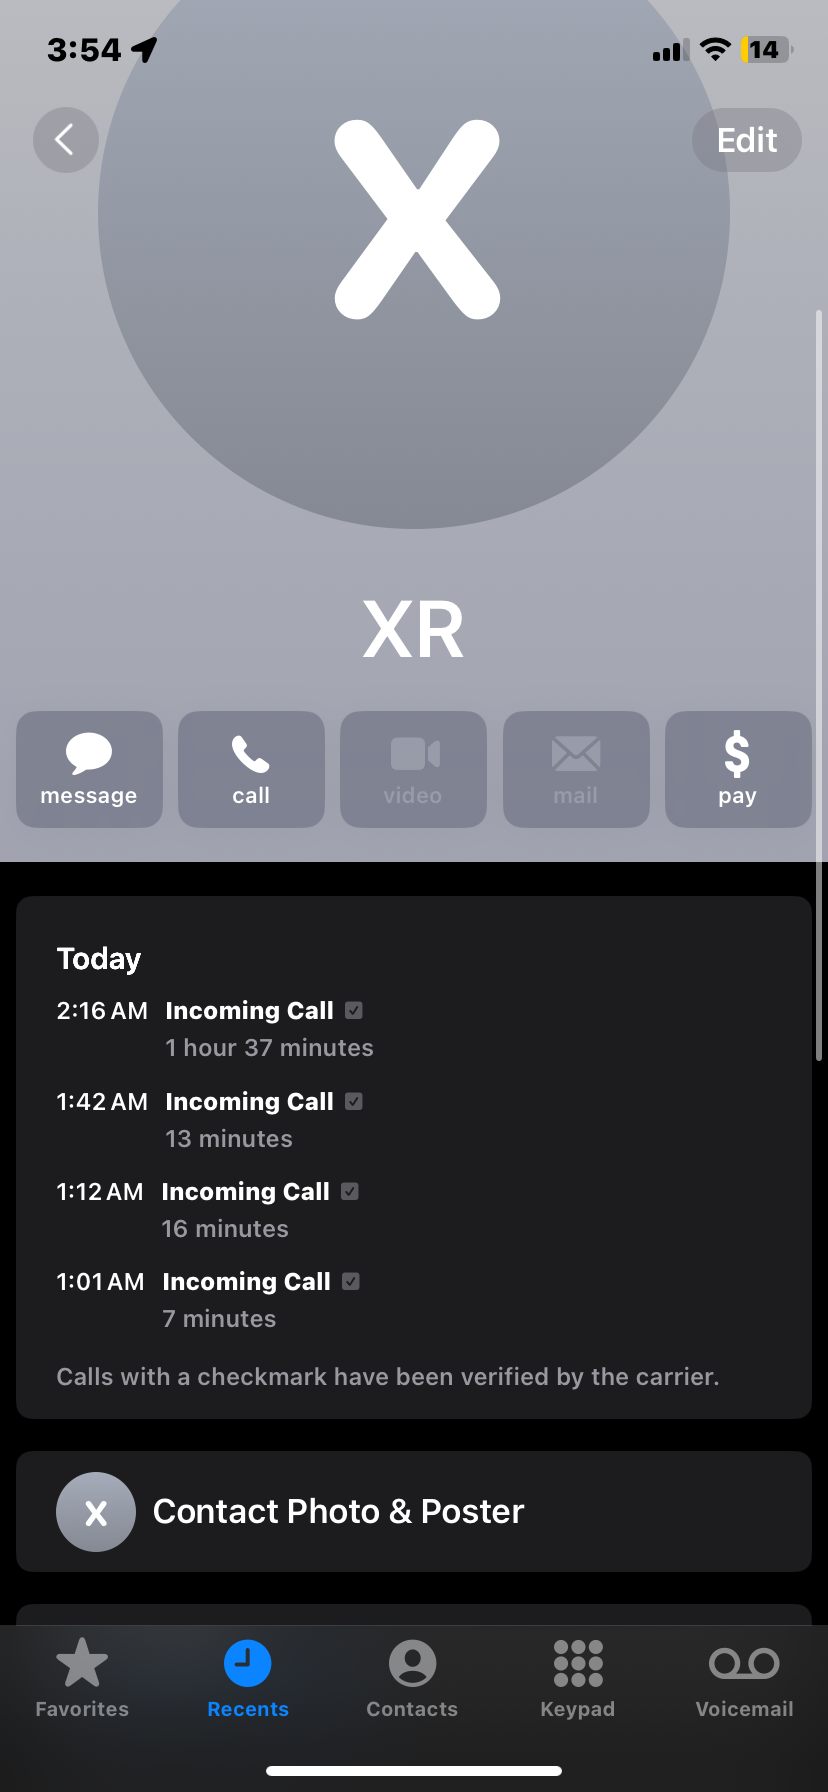 3:54
14
Edit
X
XR
message
call
video
mail
pay
Today
2:16 AM Incoming Call
1 hour 37 minutes
1:42 AM Incoming Call
13 minutes
1:12 AM Incoming Call
16 minutes
1:01 AM Incoming Call
7 minutes
Calls with a checkmark have been verified by the carrier.
X Contact Photo & Poster
Favorites
Recents
Contacts
Keypad
Voicemail